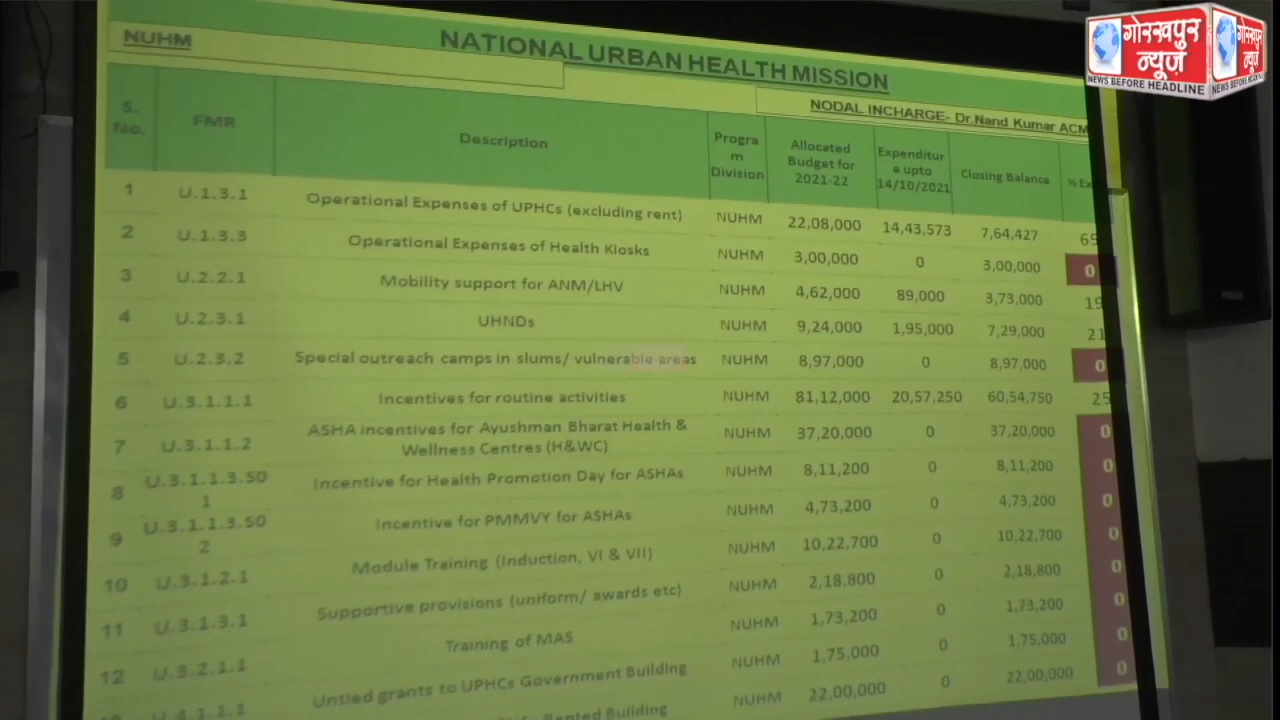 गोरखपुर
न्यूज़
NEWS BEFORE HEADLINE
NUHM
NATIONAL URBAN HEALTH MISSION
NODAL INCHARGE- Dr.Nand Kumar ACM
S. No. FMR Description Progra m Division Allocated Budget for 2021-22 Expenditur e upto 14/10/2021 Closing Balance % Ex
1 U.1.3.1 Operational Expenses of UPHCs (excluding rent) NUHM 22,08,000 14,43,573 7,64,427 65
2 U.1.3.3 Operational Expenses of Health Kiosks NUHM 3,00,000 0 3,00,000 0
3 U.2.2.1 Mobility support for ANM/LHV NUHM 4,62,000 89,000 3,73,000 19
4 U.2.3.1 UHNDs NUHM 9,24,000 1,95,000 7,29,000 21
5 U.2.3.2 Special outreach camps in slums/ vulnerable areas NUHM 8,97,000 0 8,97,000 0
6 U.3.1.1.1 Incentives for routine activities NUHM 81,12,000 20,57,250 60,54,750 25
7 U.3.1.1.2 ASHA incentives for Ayushman Bharat Health & Wellness Centres (H&WC) NUHM 37,20,000 0 37,20,000 0
8 U.3.1.1.3.S0 1 Incentive for Health Promotion Day for ASHAs NUHM 8,11,200 0 8,11,200 0
9 U.3.1.1.3.S0 2 Incentive for PMMVY for ASHAs NUHM 4,73,200 0 4,73,200 0
10 U.3.1.2.1 Module Training (Induction, VI & VII) NUHM 10,22,700 0 10,22,700 0
11 U.3.1.3.1 Supportive provisions (uniform/ awards etc) NUHM 2,18,800 0 2,18,800 0
12 U.3.2.1.1 Training of MAS NUHM 1,73,200 0 1,73,200 0
U.4.1.1.1 Untied grants to UPHCs Government Building NUHM 1,75,000 0 1,75,000 0
Rented Building NUHM 22,00,000 0 22,00,000 0